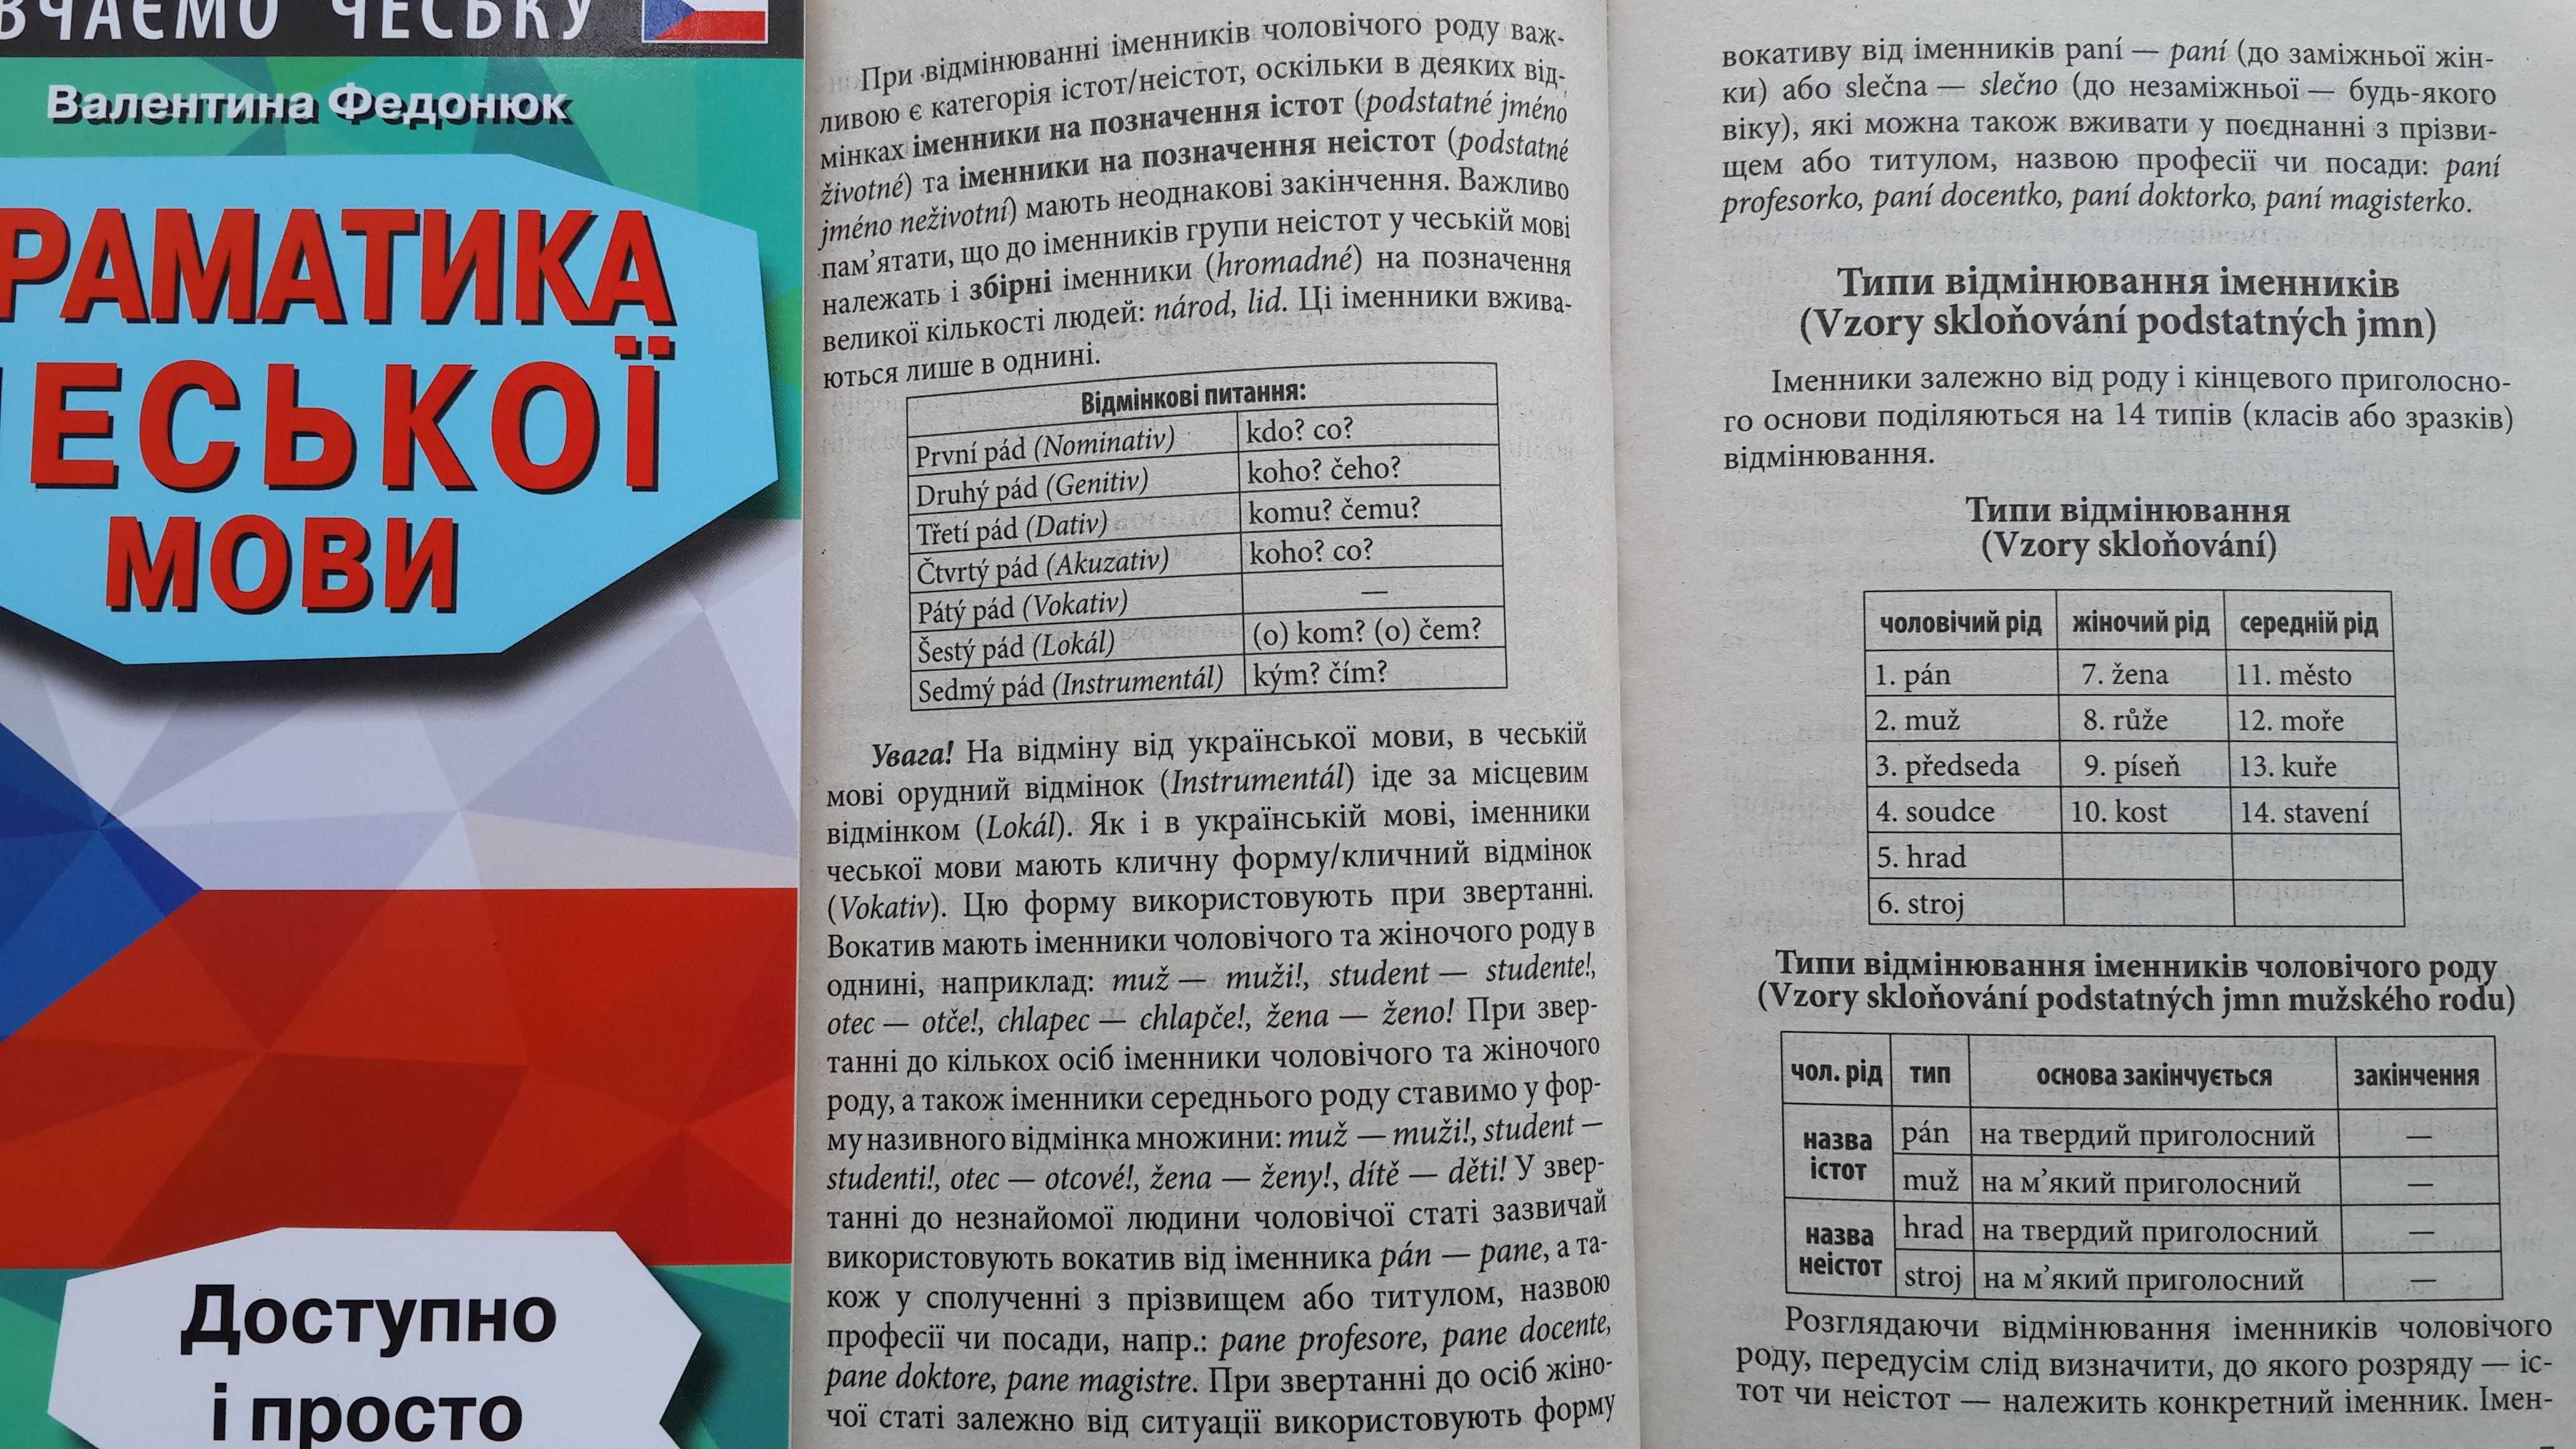 ВЧАЄМО ЧЕСЬКУ
Валентина Федонюк
РАМАТИКА
ЕСЬКОЇ
МОВИ
Доступно
і просто
При відмінюванні іменників чоловічого роду важ-
ливою є категорія істот/неістот, оскільки в деяких від-
мінках іменники на позначення істот (podstatné jméno
životné) та іменники на позначення неістот (podstatné
jméno neživotní) мають неоднакові закінчення. Важливо
пам’ятати, що до іменників групи неістот у чеській мові
належать і збірні іменники (hromadné) на позначення
великої кількості людей: národ, lid. Ці іменники вжива-
ються лише в однині.
Відмінкові питання:
První pád (Nominativ) kdo? co?
Druhý pád (Genitiv) koho? čeho?
Třetí pád (Dativ) komu? čemu?
Čtvrtý pád (Akuzativ) koho? co?
Pátý pád (Vokativ) —
Šestý pád (Lokál) (o) kom? (o) čem?
Sedmý pád (Instrumentál) kým? čím?
Увага! На відміну від української мови, в чеській
мові орудний відмінок (Instrumentál) іде за місцевим
відмінком (Lokál). Як і в українській мові, іменники
чеської мови мають кличну форму/кличний відмінок
(Vokativ). Цю форму використовують при звертанні.
Вокатив мають іменники чоловічого та жіночого роду в
однині, наприклад: muž — muži!, student — studente!,
otec — otče!, chlapec — chlapče!, žena — ženo! При звер-
танні до кількох осіб іменники чоловічого та жіночого
роду, а також іменники середнього роду ставимо у фор-
му називного відмінка множини: muž — muži!, student —
studenti!, otec — otcové!, žena — ženy!, dítě — děti! У звер-
танні до незнайомої людини чоловічої статі зазвичай
використовують вокатив від іменника pán — pane, а та-
кож у сполученні з прізвищем або титулом, назвою
професії чи посади, напр.: pane profesore, pane docente,
pane doktore, pane magistre. При звертанні до осіб жіно-
чої статі залежно від ситуації використовують форму
вокативу від іменників paní — paní (до заміжньої жін-
ки) або slečna — slečno (до незаміжньої — будь-якого
віку), які можна також вживати у поєднанні з прізви-
щем або титулом, назвою професії чи посади: paní
profesorko, paní docentko, paní doktorko, paní magisterko.
Типи відмінювання іменників
(Vzory skloňování podstatných jmn)
Іменники залежно від роду і кінцевого приголосно-
го основи поділяються на 14 типів (класів або зразків)
відмінювання.
Типи відмінювання
(Vzory skloňování)
чоловічий рід жіночий рід середній рід
1. pán 7. žena 11. město
2. muž 8. růže 12. moře
3. předseda 9. píseň 13. kuře
4. soudce 10. kost 14. stavení
5. hrad
6. stroj
Типи відмінювання іменників чоловічого роду
(Vzory skloňování podstatných jmn mužského rodu)
чол. рід тип основа закінчується закінчення
назва істот pán на твердий приголосний —
muž на м’який приголосний —
назва неістот hrad на твердий приголосний —
stroj на м’який приголосний —
Розглядаючи відмінювання іменників чоловічого
роду, передусім слід визначити, до якого розряду — іс-
тот чи неістот — належить конкретний іменник. Імен-